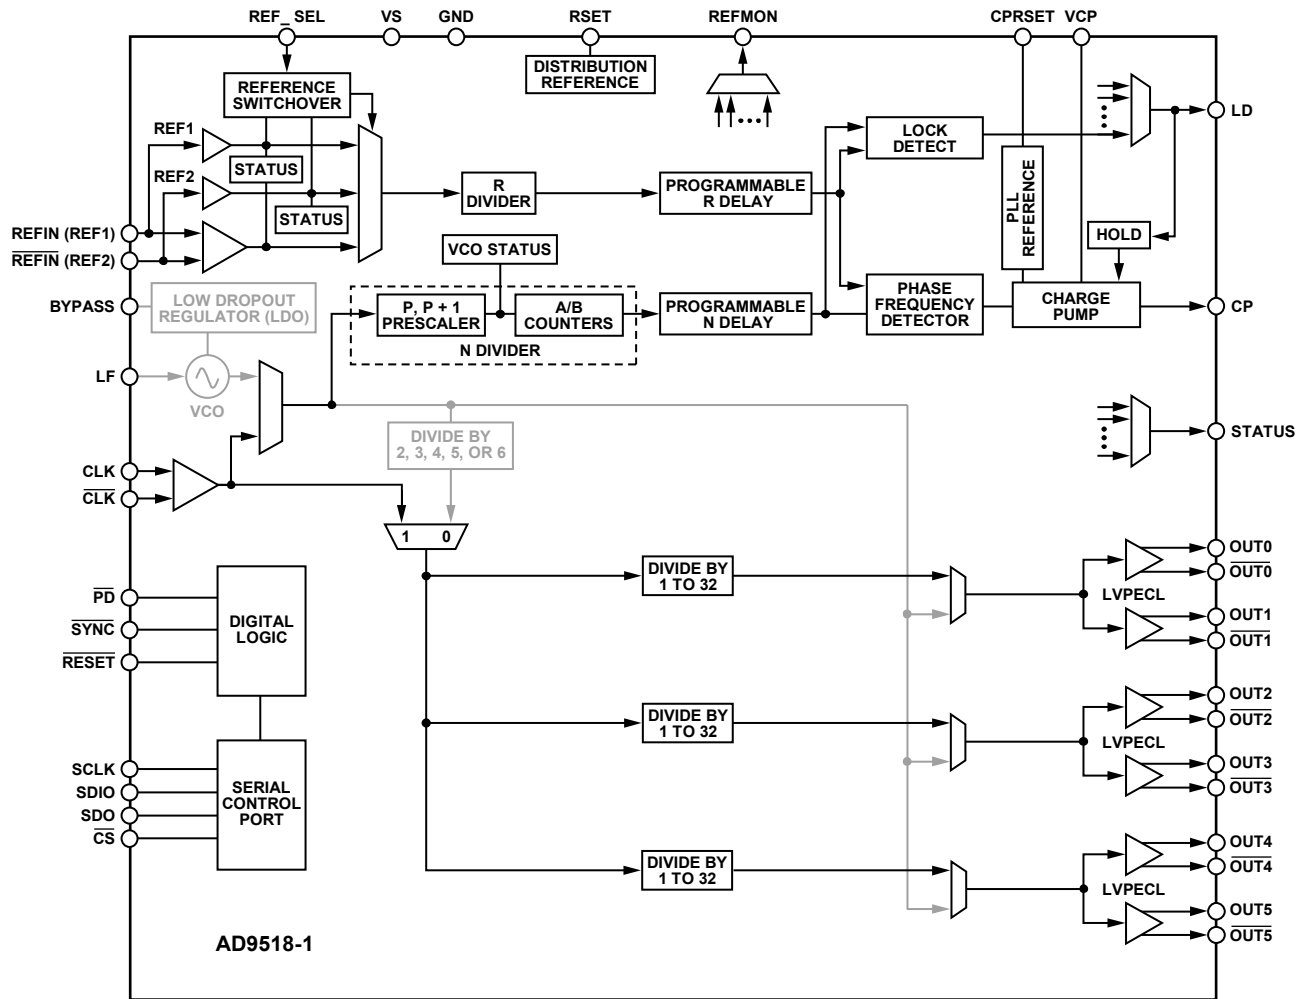 REF_SEL VS GND RSET REFMON CPRSET VCP
DISTRIBUTION
REFERENCE
REFERENCE
SWITCHOVER
REF1
STATUS
REF2
STATUS
REFIN (REF1)
REFIN (REF2)
R
DIVIDER
PROGRAMMABLE
R DELAY
LOCK
DETECT
LD
PLL
REFERENCE
HOLD
VCO STATUS
BYPASS
LOW DROPOUT
REGULATOR (LDO)
P, P + 1
PRESCALER
A/B
COUNTERS
N DIVIDER
PROGRAMMABLE
N DELAY
PHASE
FREQUENCY
DETECTOR
CHARGE
PUMP
CP
LF
VCO
DIVIDE BY
2, 3, 4, 5, OR 6
STATUS
CLK
CLK
1 0
DIVIDE BY
1 TO 32
LVPECL
OUT0
OUT0
OUT1
OUT1
PD
SYNC
RESET
DIGITAL
LOGIC
DIVIDE BY
1 TO 32
LVPECL
OUT2
OUT2
OUT3
OUT3
SCLK
SDIO
SDO
CS
SERIAL
CONTROL
PORT
DIVIDE BY
1 TO 32
LVPECL
OUT4
OUT4
OUT5
OUT5
AD9518-1